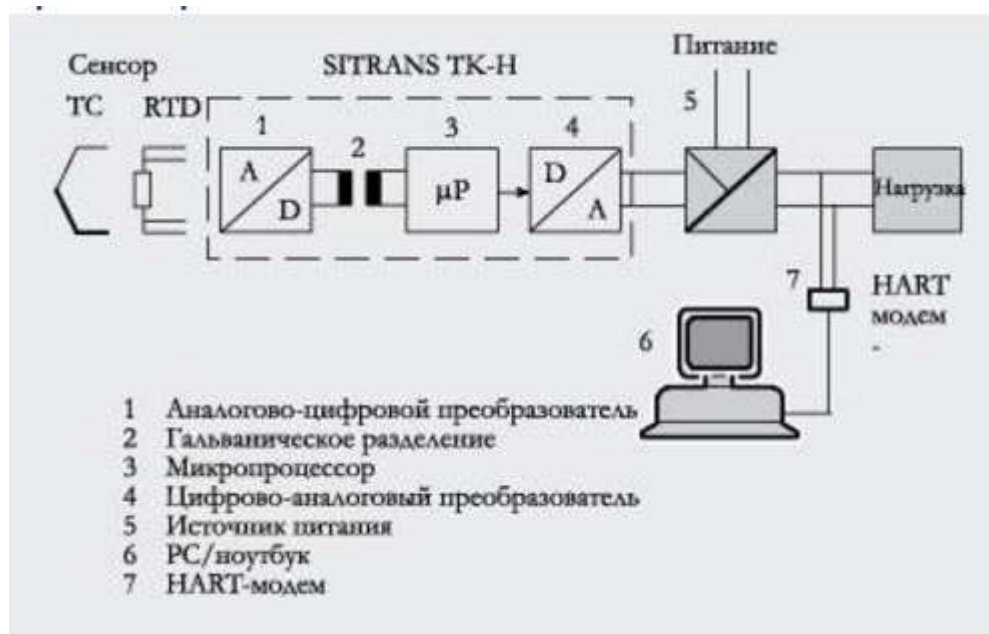 Питание
Сенсор
SITRANS TK-H
TC RTD
1
2
3
4
5
A
D
μP
D
A
Нагрузка
7
HART
модем
-
6
1 Аналогово-цифровой преобразователь
2 Гальваническое разделение
3 Микропроцессор
4 Цифрово-аналоговый преобразователь
5 Источник питания
6 PC/ноутбук
7 HART-модем